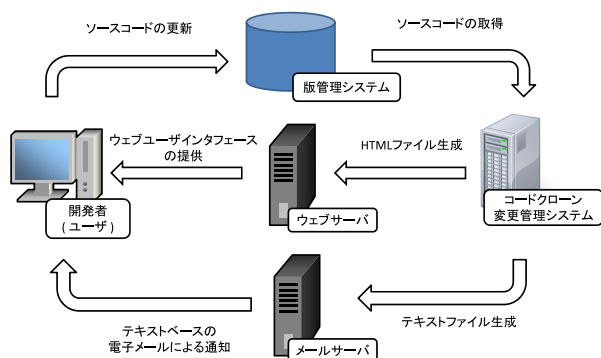 ソースコードの更新
ソースコードの取得
版管理システム
ウェブユーザインタフェース
の提供
HTMLファイル生成
開発者
(ユーザ)
ウェブサーバ
コードクローン
変更管理システム
テキストベースの
電子メールによる通知
メールサーバ
テキストファイル生成